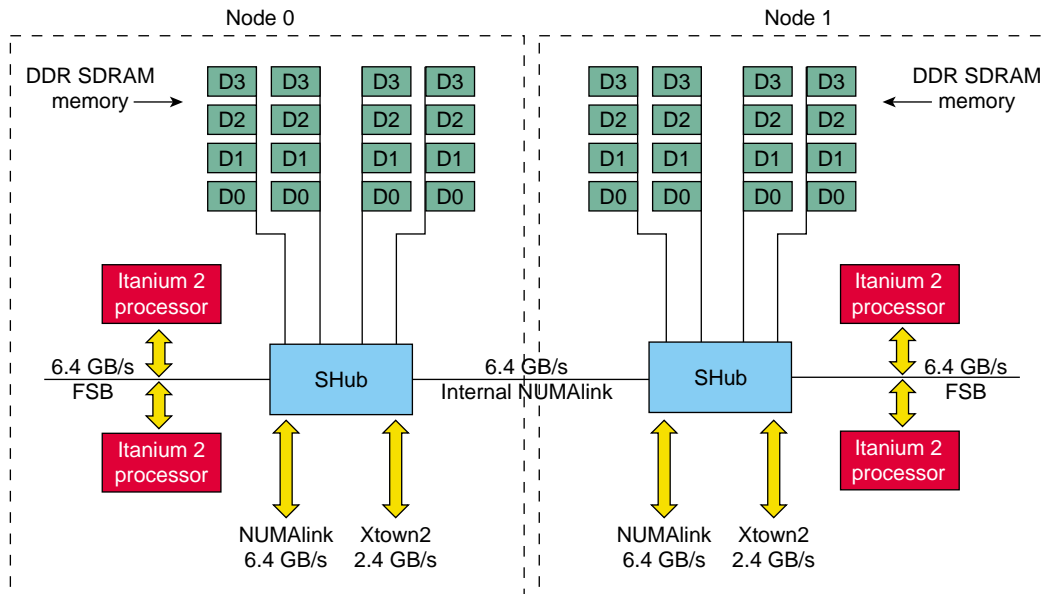 Node 0
Node 1
DDR SDRAM
memory
D3 D3 D3 D3
D2 D2 D2 D2
D1 D1 D1 D1
D0 D0 D0 D0
D3 D3 D3 D3
D2 D2 D2 D2
D1 D1 D1 D1
D0 D0 D0 D0
DDR SDRAM
memory
Itanium 2
processor
6.4 GB/s
FSB
Itanium 2
processor
SHub
6.4 GB/s
Internal NUMAlink
SHub
Itanium 2
processor
6.4 GB/s
FSB
Itanium 2
processor
NUMAlink
6.4 GB/s
Xtown2
2.4 GB/s
NUMAlink
6.4 GB/s
Xtown2
2.4 GB/s